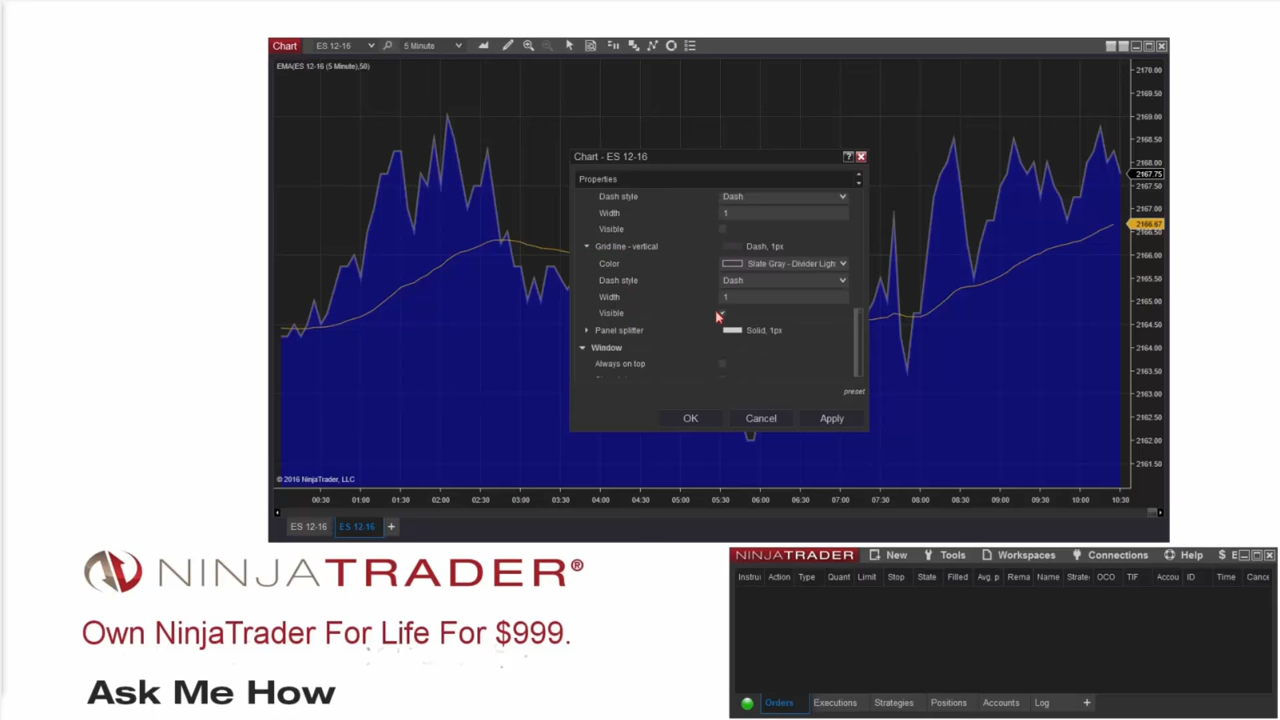 Chart ES 12-16 5 Minute
EMA(ES 12-16 (5 Minute),50)
2170.00
2169.50
2169.00
2168.50
2168.00
2167.75
2167.50
2167.00
2166.67
2166.50
2166.00
2165.50
2165.00
2164.50
2164.00
2163.50
2163.00
2162.50
2162.00
2161.50
Chart - ES 12-16 ?
Properties
Dash style Dash
Width 1
Visible
Grid line - vertical Dash, 1px
Color Slate Gray - Divider Ligh
Dash style Dash
Width 1
Visible
Panel splitter Solid, 1px
Window
Always on top
preset
OK Cancel Apply
© 2016 NinjaTrader, LLC
00:30 01:00 01:30 02:00 02:30 03:00 03:30 04:00 04:30 05:00 05:30 06:00 06:30 07:00 07:30 08:00 08:30 09:00 09:30 10:00 10:30
ES 12-16 ES 12-16 +
NINJATRADER®
Own NinjaTrader For Life For $999.
Ask Me How
NINJATRADER New Tools Workspaces Connections Help $ E
Instru Action Type Quant Limit Stop State Filled Avg. p Rema Name Strate OCO TIF Accou ID Time Cance
Orders Executions Strategies Positions Accounts Log +